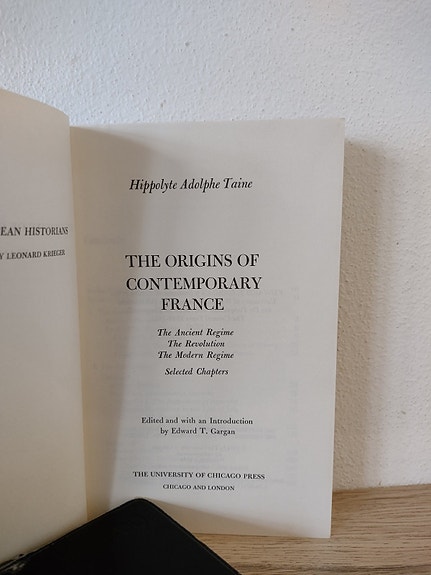 EAN HISTORIANS
Y LEONARD KRIEGER
Hippolyte Adolphe Taine
THE ORIGINS OF
CONTEMPORARY
FRANCE
The Ancient Regime
The Revolution
The Modern Regime
Selected Chapters
Edited and with an Introduction
by Edward T. Gargan
THE UNIVERSITY OF CHICAGO PRESS
CHICAGO AND LONDON